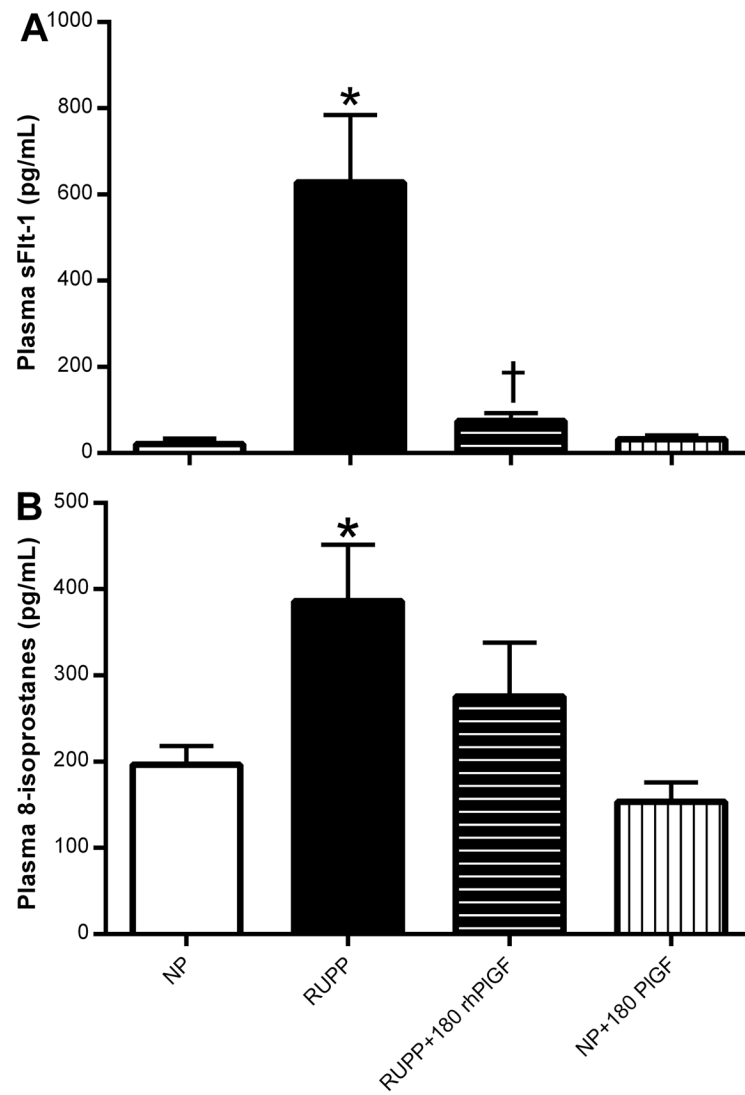 A
Plasma sFlt-1 (pg/mL)
1000
800
600
400
200
0
*
†
B
Plasma 8-isoprostanes (pg/mL)
500
400
300
200
100
0
*
NP
RUPP
RUPP+180 rhPlGF
NP+180 PlGF